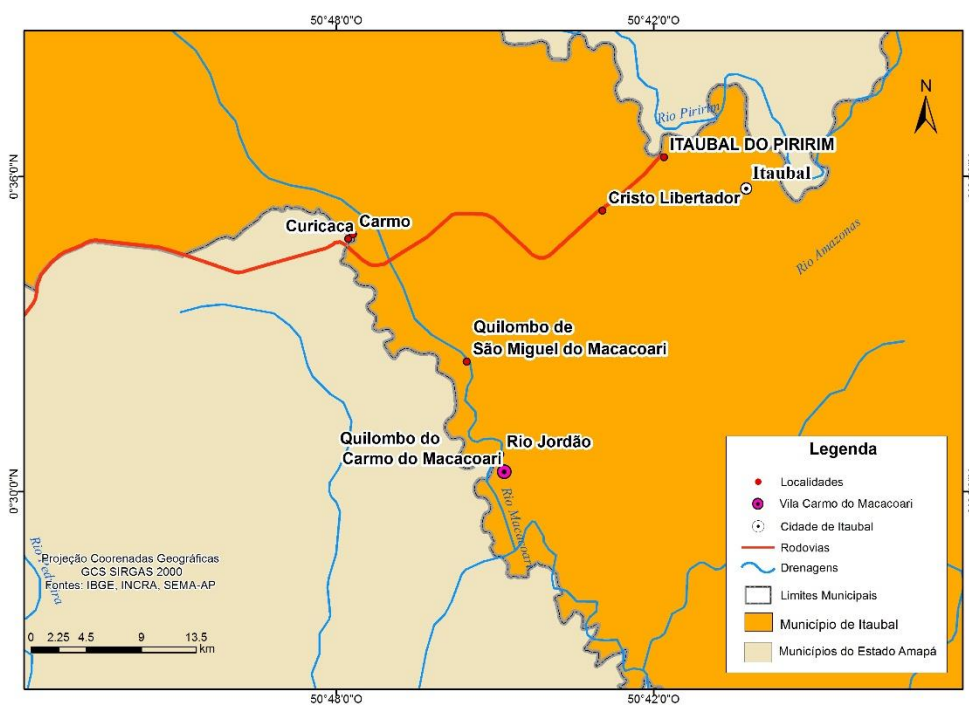 50°48'0"O
50°42'0"O
N
Rio Piririm
ITAUBAL DO PIRIRIM
Itaubal
0°36'0"N
Cristo Libertador
Curicaca
Carmo
Rio Amazonas
Quilombo de
São Miguel do Macacoari
Quilombo do
Carmo do Macacoari
Rio Jordão
0°30'0"N
Rio Macacoari
Rio Pedreira
Projeção Coorenadas Geográficas
GCS SIRGAS 2000
Fontes: IBGE, INCRA, SEMA-AP
0 2.25 4.5 9 13.5
km
Legenda
Localidades
Vila Carmo do Macacoari
Cidade de Itaubal
Rodovias
Drenagens
Limites Municipais
Município de Itaubal
Municípios do Estado Amapá
50°48'0"O
50°42'0"O